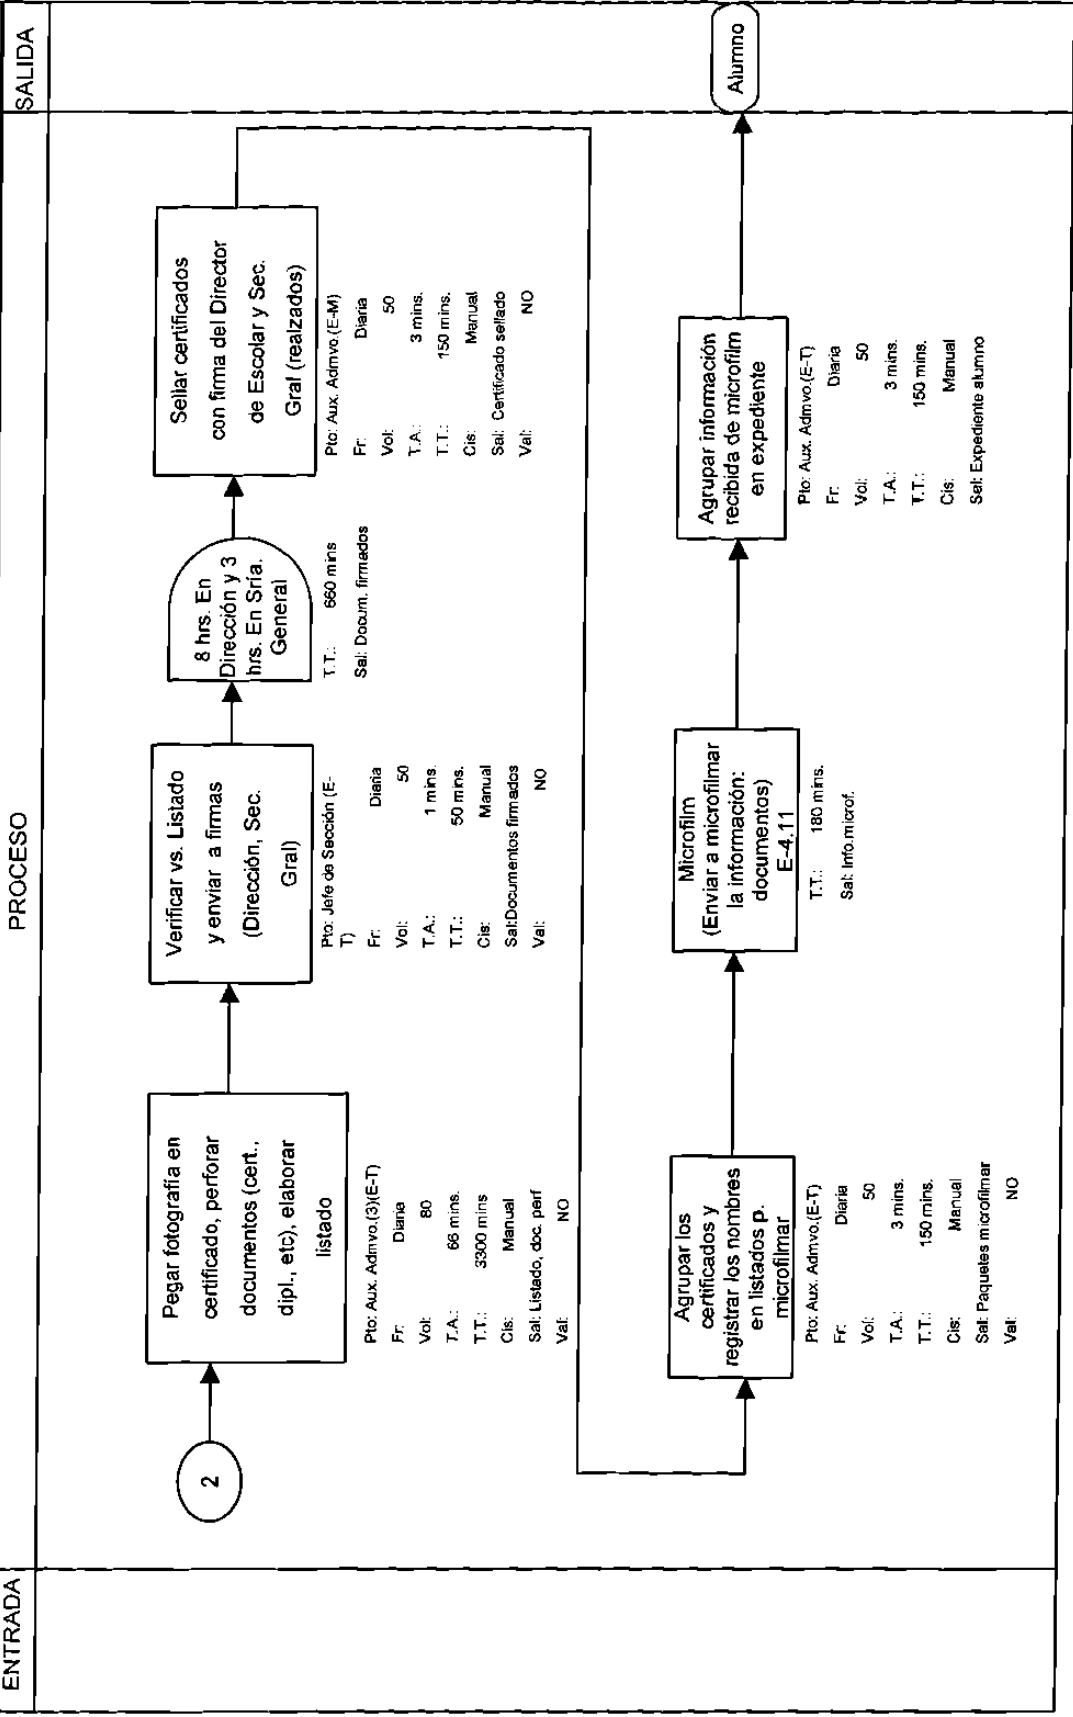 ENTRADA
PROCESO
SALIDA
2
Pegar fotografía en
certificado, perforar
documentos (cert.,
dipl., etc), elaborar
listado
Pto: Aux. Admvo.(3)(E-T)
Fr: Diaria
Vol: 80
T.A.: 66 mins.
T.T.: 3300 mins
Cis: Manual
Sal: Listado, doc. perf
Val: NO
Verificar vs. Listado
y enviar a firmas
(Dirección, Sec.
Gral)
Pto: Jefe de Sección (E-
T)
Fr: Diaria
Vol: 50
T.A.: 1 mins.
T.T.: 50 mins.
Cis: Manual
Sal:Documentos firmados
Val: NO
8 hrs. En
Dirección y 3
hrs. En Sría.
General
T.T.: 660 mins
Sal: Docum. firmados
Sellar certificados
con firma del Director
de Escolar y Sec.
Gral (realzados)
Pto: Aux. Admvo.(E-M)
Fr: Diaria
Vol: 50
T.A.: 3 mins.
T.T.: 150 mins.
Cis: Manual
Sal: Certificado sellado
Val: NO
Agrupar los
certificados y
registrar los nombres
en listados p.
microfilmar
Pto: Aux. Admvo.(E-T)
Fr: Diaria
Vol: 50
T.A.: 3 mins.
T.T.: 150 mins.
Cis: Manual
Sal: Paquetes microfilmar
Val: NO
Microfilm
(Enviar a microfilmar
la información:
documentos)
E-4.11
T.T.: 180 mins.
Sal: Info.microf.
Agrupar información
recibida de microfilm
en expediente
Pto: Aux. Admvo.(E-T)
Fr: Diaria
Vol: 50
T.A.: 3 mins.
T.T.: 150 mins.
Cis: Manual
Sal: Expediente alumno
Alumno